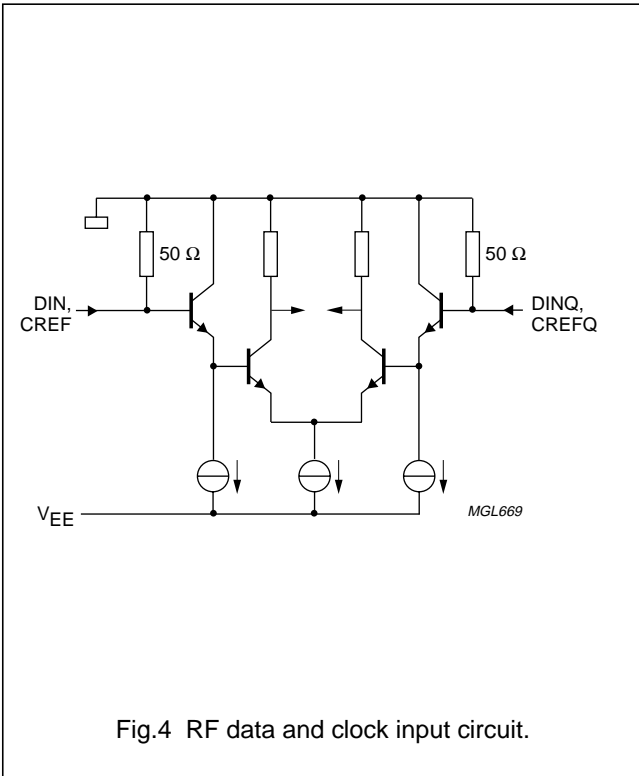 50 Ω
50 Ω
DIN,
CREF
DINQ,
CREFQ
VEE
MGL669
Fig.4 RF data and clock input circuit.